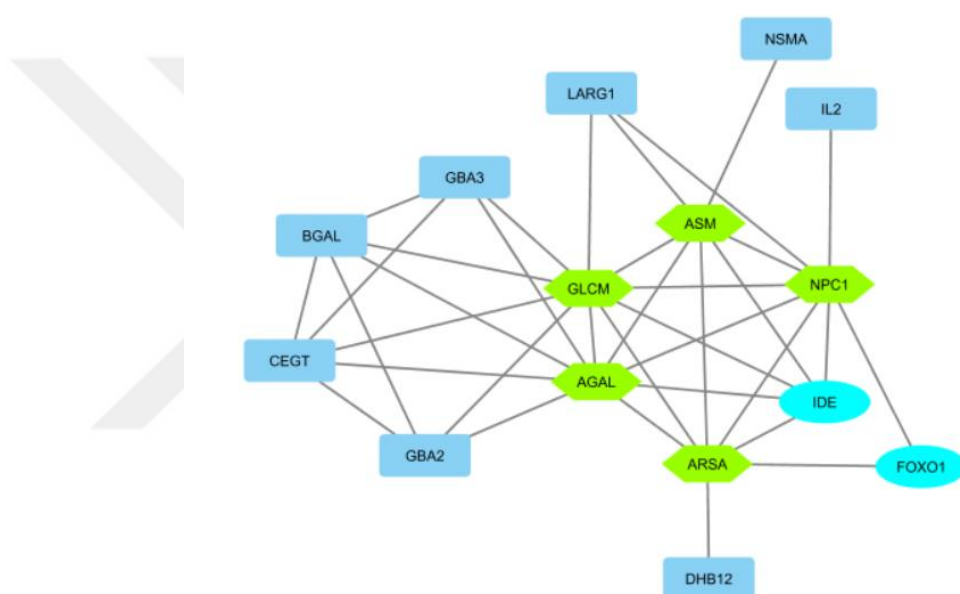 NSMA
LARG1
IL2
GBA3
ASM
BGAL
GLCM
NPC1
CEGT
AGAL
IDE
GBA2
ARSA
FOXO1
DHB12